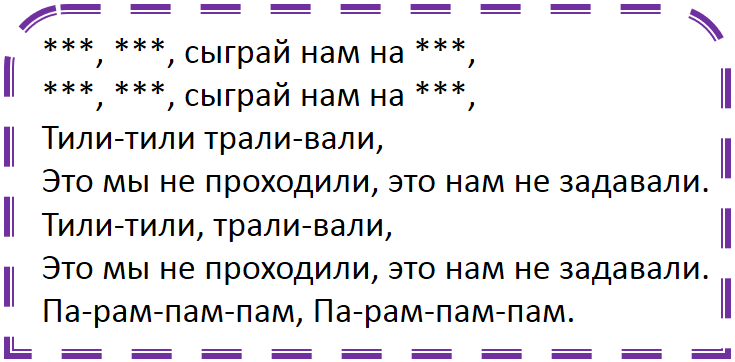 ***, ***, сыграй нам на ***,
***, ***, сыграй нам на ***,
Тили-тили трали-вали,
Это мы не проходили, это нам не задавали.
Тили-тили, трали-вали,
Это мы не проходили, это нам не задавали.
Па-рам-пам-пам, Па-рам-пам-пам.